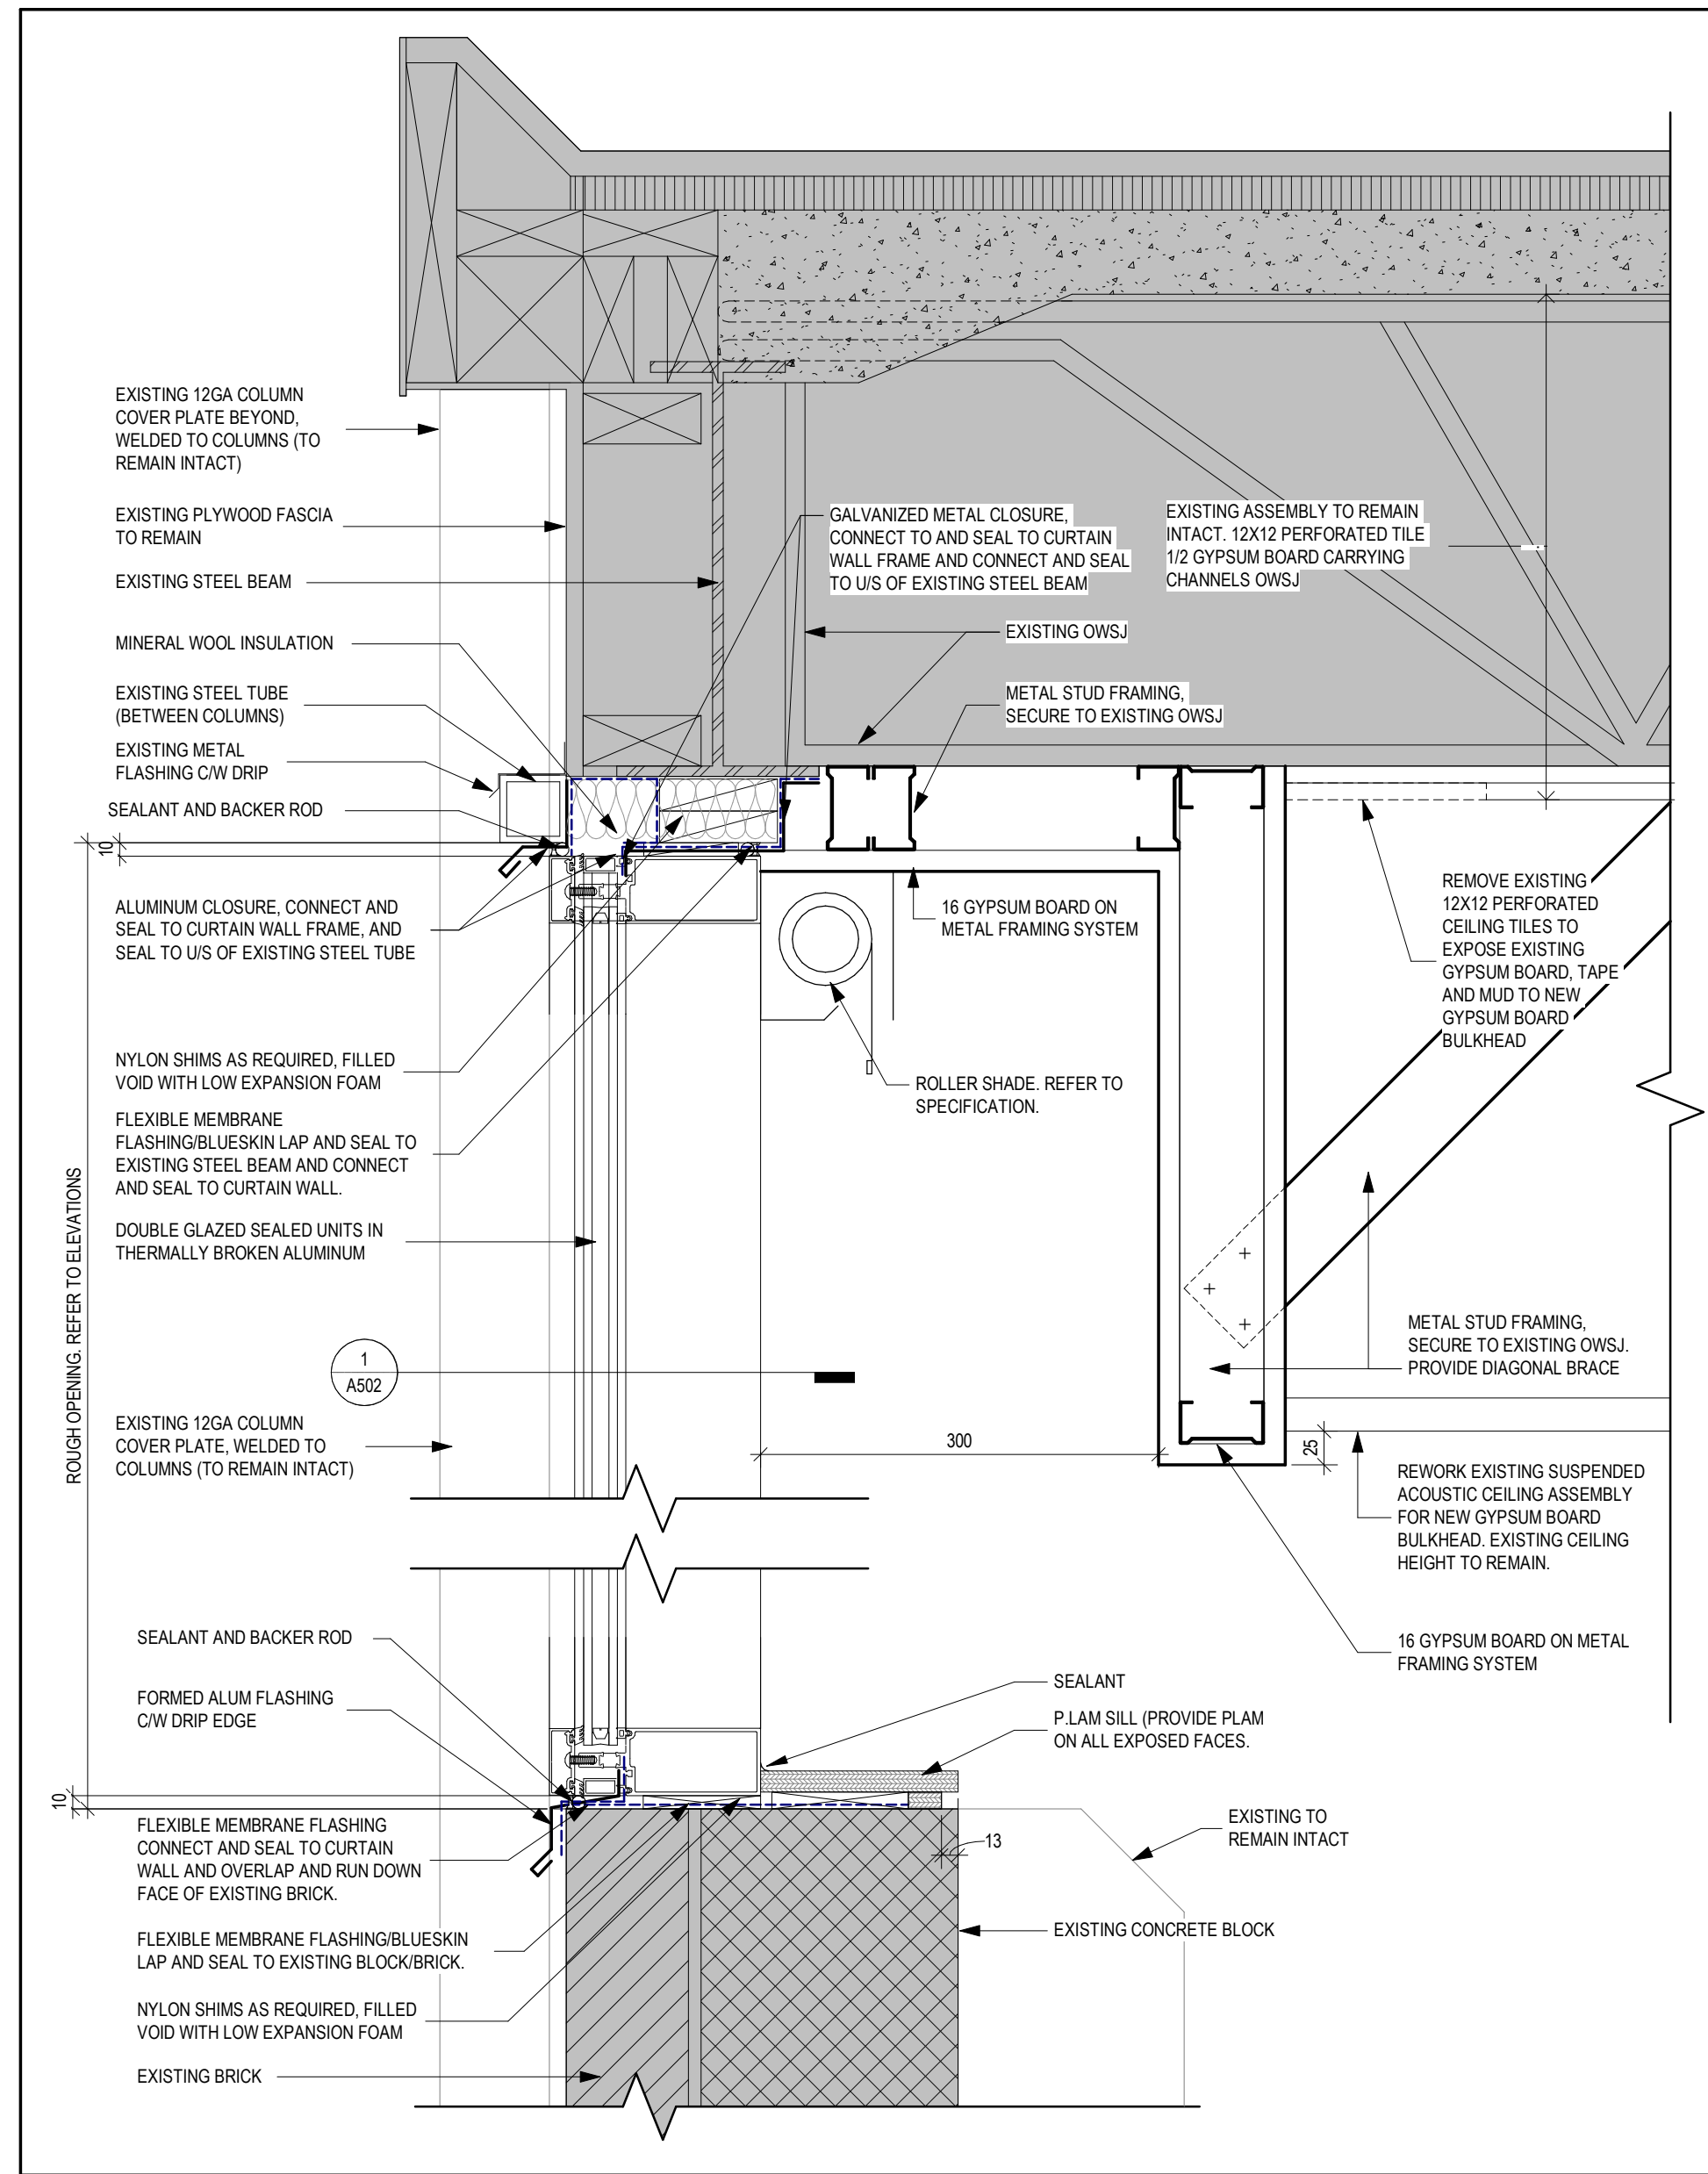 EXISTING 12GA COLUMN
COVER PLATE BEYOND,
WELDED TO COLUMNS (TO
REMAIN INTACT)
EXISTING PLYWOOD FASCIA
TO REMAIN
EXISTING STEEL BEAM
MINERAL WOOL INSULATION
EXISTING STEEL TUBE
(BETWEEN COLUMNS)
EXISTING METAL
FLASHING C/W DRIP
SEALANT AND BACKER ROD
10
ALUMINUM CLOSURE, CONNECT AND
SEAL TO CURTAIN WALL FRAME, AND
SEAL TO U/S OF EXISTING STEEL TUBE
NYLON SHIMS AS REQUIRED, FILLED
VOID WITH LOW EXPANSION FOAM
FLEXIBLE MEMBRANE
FLASHING/BLUESKIN LAP AND SEAL TO
EXISTING STEEL BEAM AND CONNECT
AND SEAL TO CURTAIN WALL.
DOUBLE GLAZED SEALED UNITS IN
THERMALLY BROKEN ALUMINUM
ROUGH OPENING. REFER TO ELEVATIONS
1
A502
EXISTING 12GA COLUMN
COVER PLATE, WELDED TO
COLUMNS (TO REMAIN INTACT)
GALVANIZED METAL CLOSURE,
CONNECT TO AND SEAL TO CURTAIN
WALL FRAME AND CONNECT AND SEAL
TO U/S OF EXISTING STEEL BEAM
EXISTING ASSEMBLY TO REMAIN
INTACT. 12X12 PERFORATED TILE
1/2 GYPSUM BOARD CARRYING
CHANNELS OWSJ
EXISTING OWSJ
METAL STUD FRAMING,
SECURE TO EXISTING OWSJ
16 GYPSUM BOARD ON
METAL FRAMING SYSTEM
REMOVE EXISTING
12X12 PERFORATED
CEILING TILES TO
EXPOSE EXISTING
GYPSUM BOARD, TAPE
AND MUD TO NEW
GYPSUM BOARD
BULKHEAD
ROLLER SHADE. REFER TO
SPECIFICATION.
METAL STUD FRAMING,
SECURE TO EXISTING OWSJ.
PROVIDE DIAGONAL BRACE
300
25
REWORK EXISTING SUSPENDED
ACOUSTIC CEILING ASSEMBLY
FOR NEW GYPSUM BOARD
BULKHEAD. EXISTING CEILING
HEIGHT TO REMAIN.
16 GYPSUM BOARD ON METAL
FRAMING SYSTEM
SEALANT AND BACKER ROD
FORMED ALUM FLASHING
C/W DRIP EDGE
10
FLEXIBLE MEMBRANE FLASHING
CONNECT AND SEAL TO CURTAIN
WALL AND OVERLAP AND RUN DOWN
FACE OF EXISTING BRICK.
FLEXIBLE MEMBRANE FLASHING/BLUESKIN
LAP AND SEAL TO EXISTING BLOCK/BRICK.
NYLON SHIMS AS REQUIRED, FILLED
VOID WITH LOW EXPANSION FOAM
EXISTING BRICK
SEALANT
P.LAM SILL (PROVIDE PLAM
ON ALL EXPOSED FACES.
EXISTING TO
REMAIN INTACT
13
EXISTING CONCRETE BLOCK